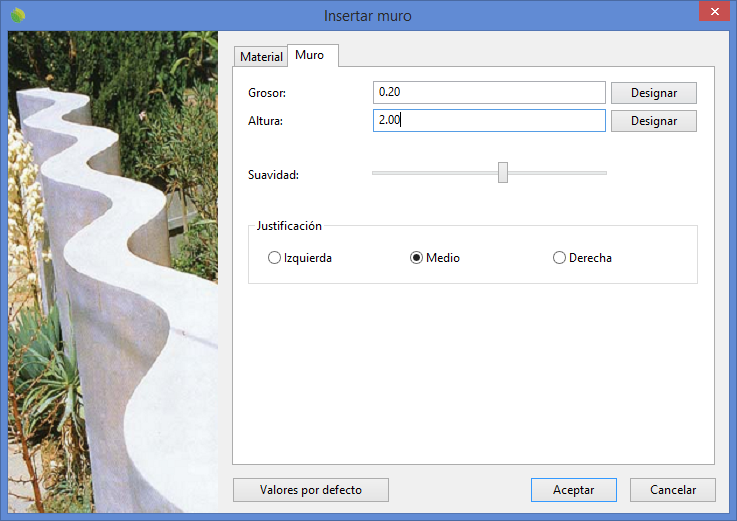 Insertar muro
Material Muro
Grosor: 0.20 Designar
Altura: 2.00 Designar
Suavidad:
Justificación
Izquierda Medio Derecha
Valores por defecto Aceptar Cancelar